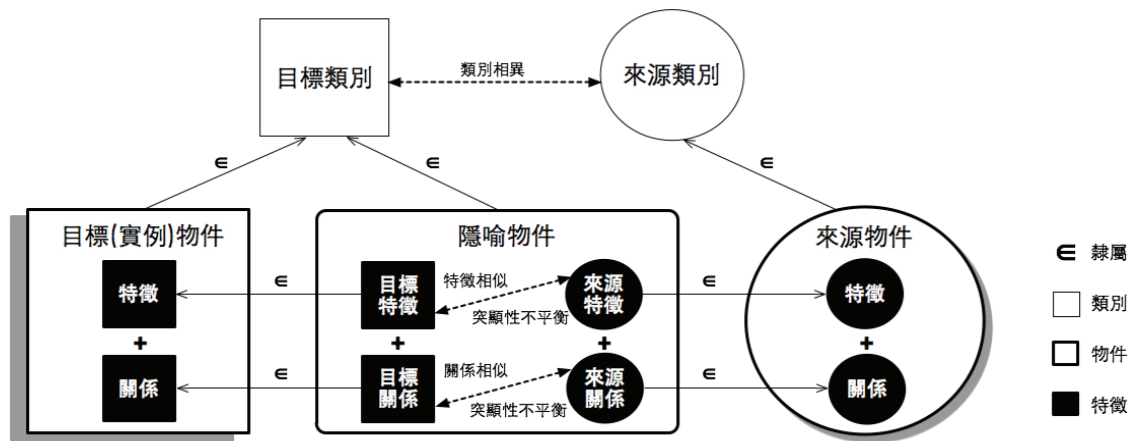 目標類別
類別相異
來源類別
∈
∈
∈
目標(實例)物件
隱喻物件
來源物件
特徵
∈
目標
特徵
特徵相似
突顯性不平衡
來源
特徵
∈
特徵
+
+
+
+
關係
∈
目標
關係
關係相似
突顯性不平衡
來源
關係
∈
關係
∈ 隸屬
類別
物件
特徵